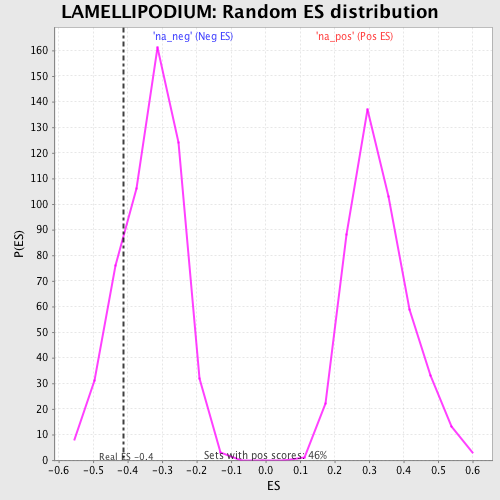 LAMELLIPODIUM: Random ES distribution
'na_neg' (Neg ES) 'na_pos' (Pos ES)
160
150
140
130
120
110
100
90
80
70
60
50
40
30
20
10
0
P(ES)
Real ES -0.4 Sets with pos scores: 46%
-0.6 -0.5 -0.4 -0.3 -0.2 -0.1 0.0 0.1 0.2 0.3 0.4 0.5 0.6
ES